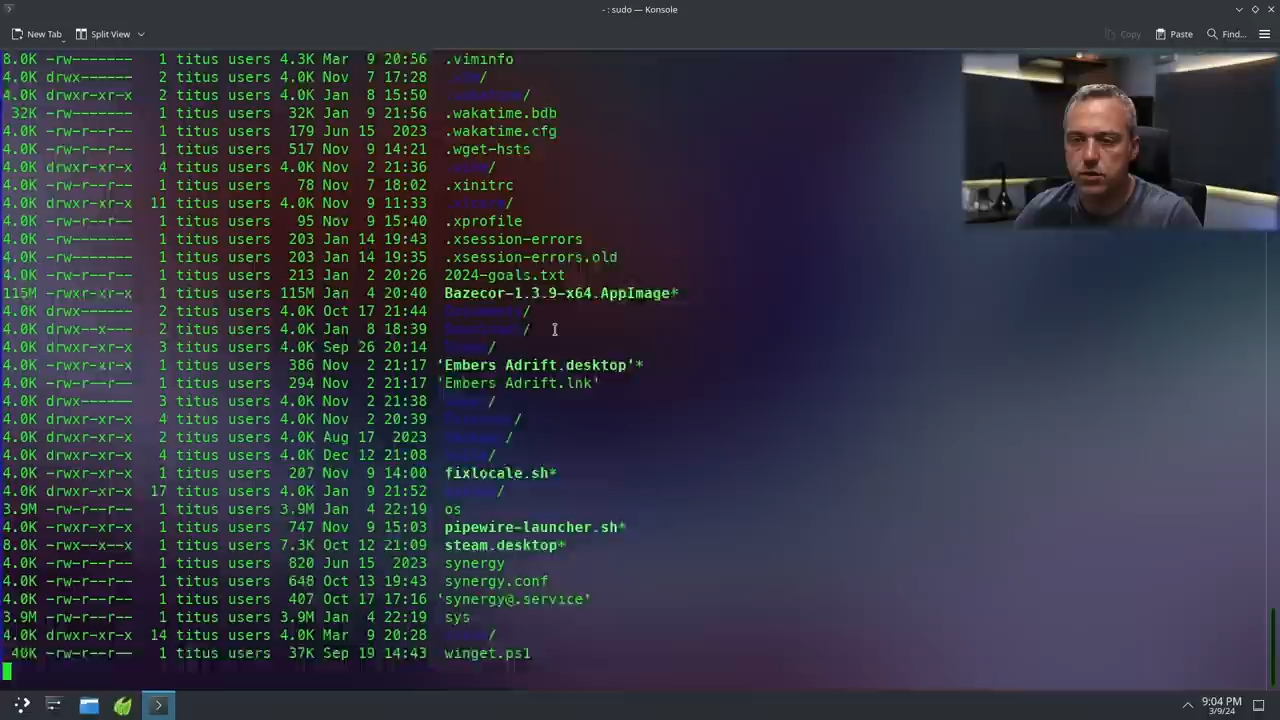 - : sudo — Konsole
New Tab Split View Copy Paste Find...
8.0K -rw------- 1 titus users 4.3K Mar 9 20:56 .viminfo
4.0K drwx------ 2 titus users 4.0K Nov 7 17:28 /
4.0K drwxr-xr-x 2 titus users 4.0K Jan 8 15:50 /
32K -rw------- 1 titus users 32K Jan 9 21:56 .wakatime.bdb
4.0K -rw-r--r-- 1 titus users 179 Jun 15 2023 .wakatime.cfg
4.0K -rw-r--r-- 1 titus users 517 Nov 9 14:21 .wget-hsts
4.0K drwxr-xr-x 4 titus users 4.0K Nov 2 21:36 /
4.0K -rw-r--r-- 1 titus users 78 Nov 7 18:02 .xinitrc
4.0K drwxr-xr-x 11 titus users 4.0K Nov 9 11:33 /
4.0K -rw-r--r-- 1 titus users 95 Nov 9 15:40 .xprofile
4.0K -rw------- 1 titus users 203 Jan 14 19:43 .xsession-errors
4.0K -rw------- 1 titus users 203 Jan 14 19:35 .xsession-errors.old
4.0K -rw-r--r-- 1 titus users 213 Jan 2 20:26 2024-goals.txt
115M -rwxr-xr-x 1 titus users 115M Jan 4 20:40 Bazecor-1.3.9-x64.AppImage*
4.0K drwx------ 2 titus users 4.0K Oct 17 21:44 /
4.0K drwx--x--- 2 titus users 4.0K Jan 8 18:39 /
4.0K drwxr-xr-x 3 titus users 4.0K Sep 26 20:14 /
4.0K -rwxr-xr-x 1 titus users 386 Nov 2 21:17 'Embers Adrift.desktop'*
4.0K -rw-r--r-- 1 titus users 294 Nov 2 21:17 'Embers Adrift.lnk'
4.0K drwx------ 3 titus users 4.0K Nov 2 21:38 /
4.0K drwxr-xr-x 4 titus users 4.0K Nov 2 20:39 /
4.0K drwxr-xr-x 2 titus users 4.0K Aug 17 2023 /
4.0K drwxr-xr-x 4 titus users 4.0K Dec 12 21:08 /
4.0K -rwxr-xr-x 1 titus users 207 Nov 9 14:00 fixlocale.sh*
4.0K drwxr-xr-x 17 titus users 4.0K Jan 9 21:52 /
3.9M -rw-r--r-- 1 titus users 3.9M Jan 4 22:19 os
4.0K -rwxr-xr-x 1 titus users 747 Nov 9 15:03 pipewire-launcher.sh*
8.0K -rwx--x--x 1 titus users 7.3K Oct 12 21:09 steam.desktop*
4.0K -rw-r--r-- 1 titus users 820 Jun 15 2023 synergy
4.0K -rw-r--r-- 1 titus users 648 Oct 13 19:43 synergy.conf
4.0K -rw-r--r-- 1 titus users 407 Oct 17 17:16 'synergy@.service'
3.9M -rw-r--r-- 1 titus users 3.9M Jan 4 22:19 sys
4.0K drwxr-xr-x 14 titus users 4.0K Mar 9 20:28 /
40K -rw-r--r-- 1 titus users 37K Sep 19 14:43 winget.ps1
9:04 PM
3/9/24